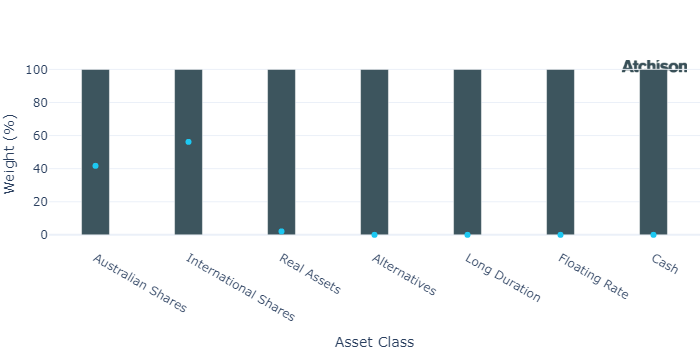 Atchison
Weight (%)
100
80
60
40
20
0
Australian Shares
International Shares
Real Assets
Alternatives
Long Duration
Floating Rate
Cash
Asset Class